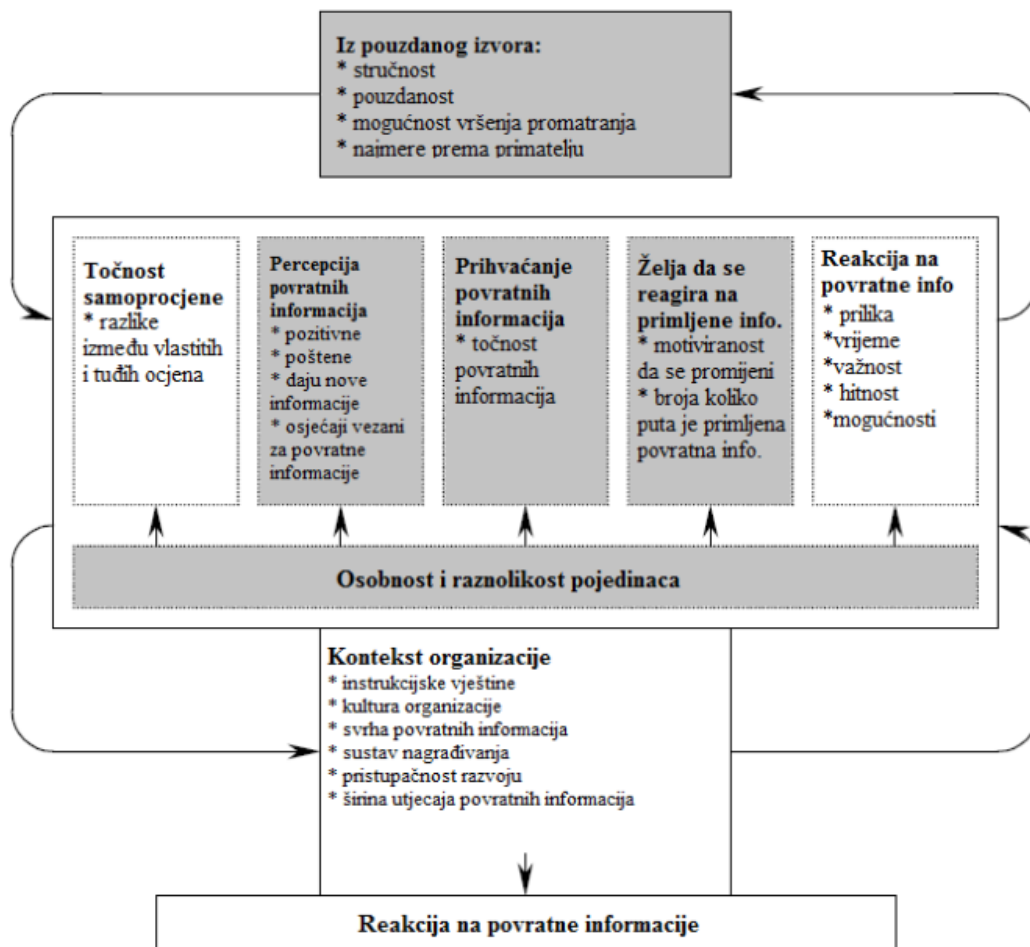 Iz pouzdanog izvora:
* stručnost
* pouzdanost
* mogućnost vršenja promatranja
* najmere prema primatelju
Točnost
samoprocjene
* razlike
između vlastitih
i tuđih ocjena
Percepcija
povratnih
informacija
* pozitivne
* poštene
* daju nove
informacije
* osjećaji vezani
za povratne
informacije
Prihvaćanje
povratnih
informacija
* točnost
povratnih
informacija
Želja da se
reagira na
primljene info.
* motiviranost
da se promijeni
* broja koliko
puta je primljena
povratna info.
Reakcija na
povratne info
* prilika
*vrijeme
*važnost
* hitnost
*mogućnosti
Osobnost i raznolikost pojedinaca
Kontekst organizacije
* instrukcijske vještine
* kultura organizacije
* svrha povratnih informacija
* sustav nagrađivanja
* pristupačnost razvoju
* širina utjecaja povratnih informacija
Reakcija na povratne informacije